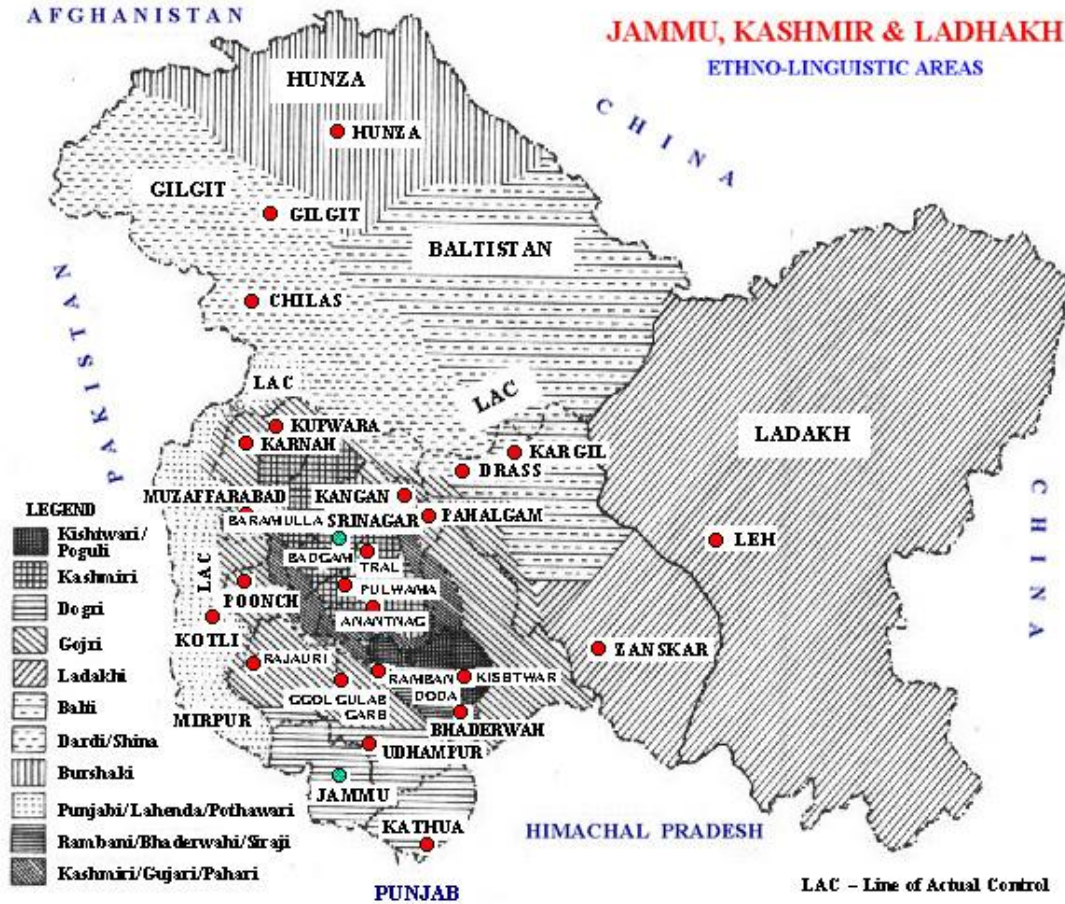 AFGHANISTAN
JAMMU, KASHMIR & LADHAKH
ETHNO-LINGUISTIC AREAS
HUNZA
CHINA
HUNZA
GILGIT
GILGIT
BALTISTAN
PAKISTAN
CHILAS
LAC
LAC
KUPWARA
KARNAH
LADAKH
KARGIL
DRASS
CHINA
MUZAFFARABAD
KANGAN
BARAMULLA
SRINAGAR
PAHALGAM
LEH
BADGAM
TRAL
LAC
POONCH
PULWAMA
KOTLI
ANANTNAG
ZANSKAR
RAJAURI
RAMBAN
KISHTWAR
DODA
GOOL GULAB
GARH
MIRPUR
BHADERWAH
UDHAMPUR
JAMMU
KATHUA
HIMACHAL PRADESH
PUNJAB
LAC – Line of Actual Control
LEGEND
Kishtwari/
Poguli
Kashmiri
Dogri
Gojri
Ladakhi
Balti
Dardi/Shina
Burshaki
Punjabi/Lahenda/Pothawari
Rambani/Bhaderwahi/Siraji
Kashmiri/Gujari/Pahari